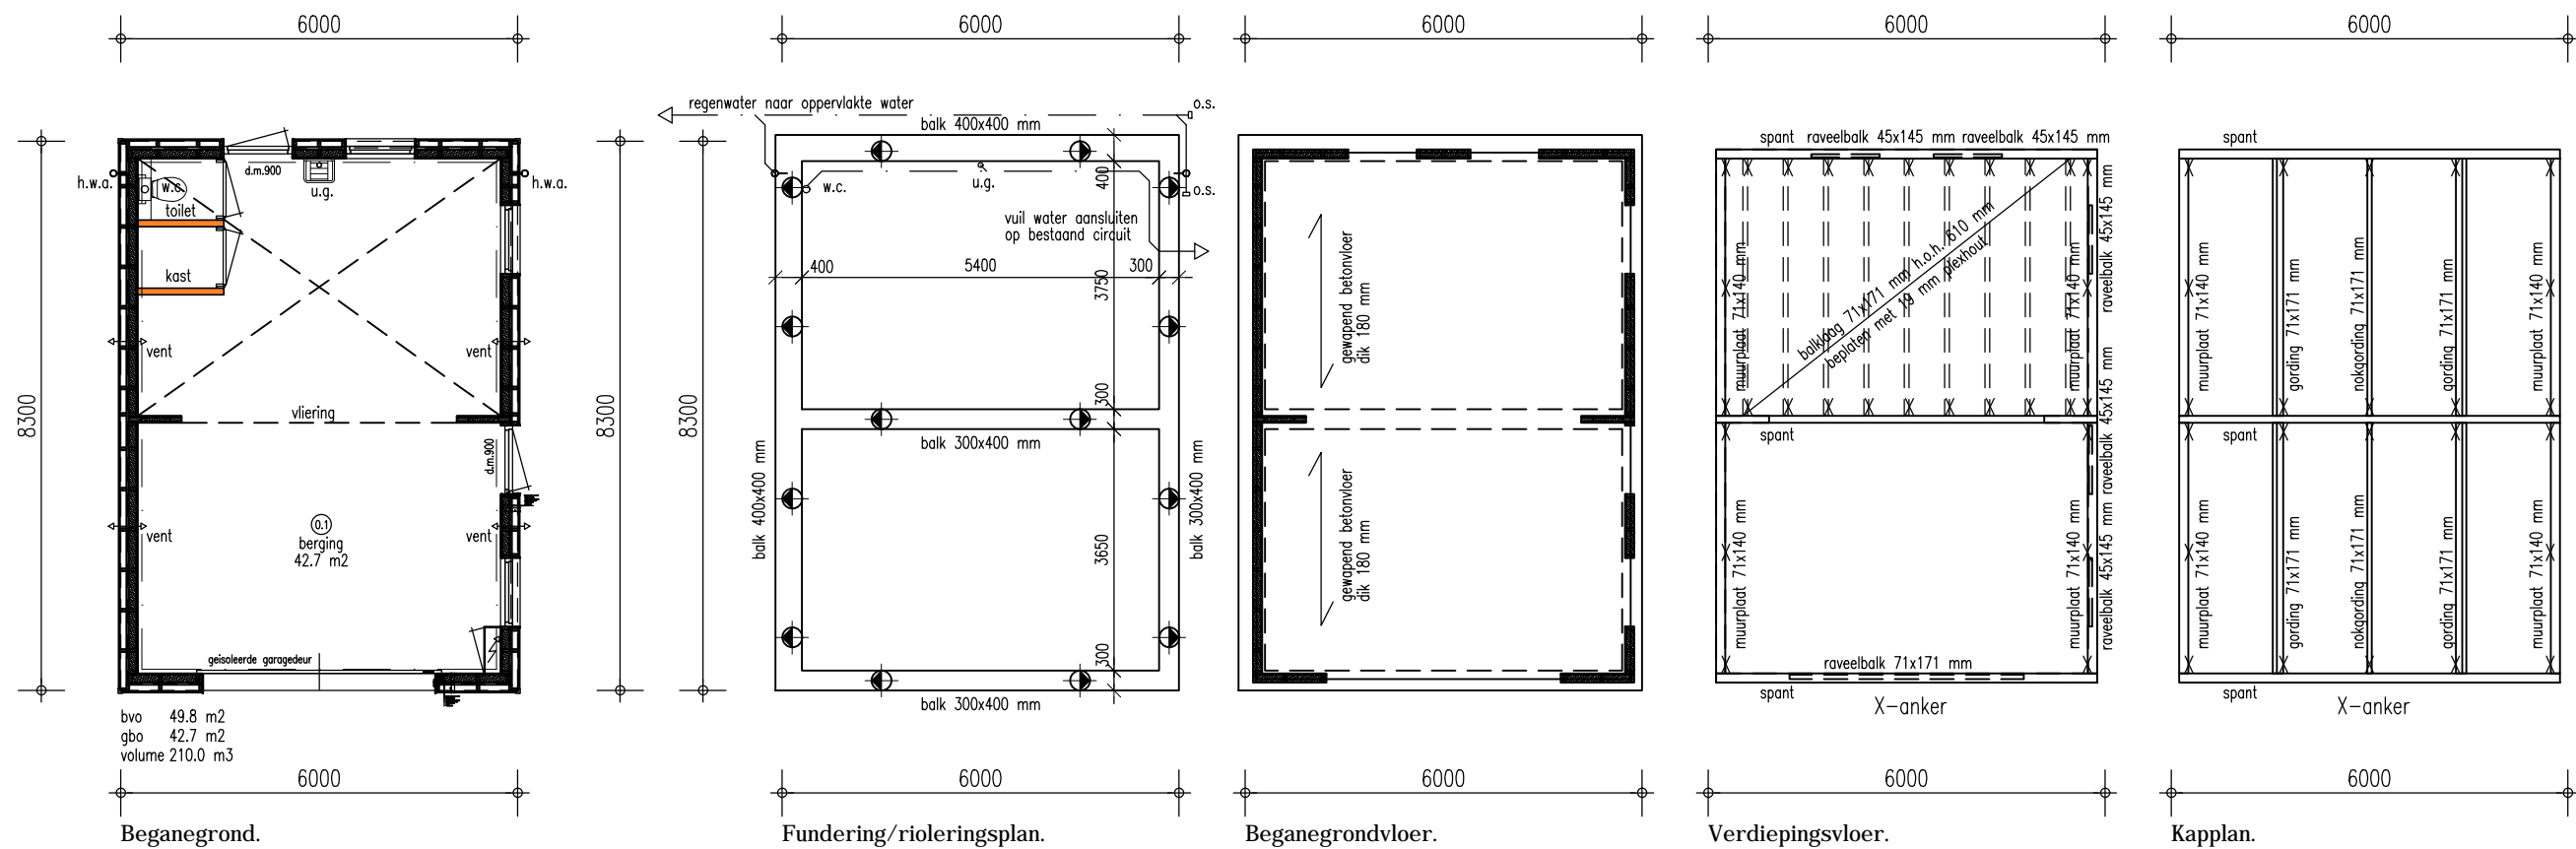 6000
6000
6000
6000
6000
8300
h.w.a.
w.c.
toilet
kast
d.m.900
u.g.
h.w.a.
vent
vent
vliering
d.m.900
0.1
berging
42.7 m2
vent
vent
geisoleerde garagedeur
bvo 49.8 m2
gbo 42.7 m2
volume 210.0 m3
6000
Beganegrond.
8300
8300
regenwater naar oppervlakte water
o.s.
balk 400x400 mm
w.c.
u.g.
400
o.s.
vuil water aansluiten
op bestaand circuit
400
5400
300
3750
300
balk 300x400 mm
balk 400x400 mm
balk 300x400 mm
3650
300
balk 300x400 mm
6000
Fundering/rioleringsplan.
gewapend betonvloer
dik 180 mm
gewapend betonvloer
dik 180 mm
6000
Beganegrondvloer.
spant raveelbalk 45x145 mm raveelbalk 45x145 mm
muurplaat 71x140 mm
balklaag 71x171 mm h.o.h. 610 mm
beplaten met 19 mm plexhout
muurplaat 71x140 mm
raveelbalk 45x145 mm
raveelbalk 45x145 mm
raveelbalk 45x145 mm
spant
muurplaat 71x140 mm
muurplaat 71x140 mm
raveelbalk 71x171 mm
spant
X-anker
6000
Verdiepingsvloer.
spant
muurplaat 71x140 mm
gording 71x171 mm
nokgording 71x171 mm
gording 71x171 mm
muurplaat 71x140 mm
spant
muurplaat 71x140 mm
gording 71x171 mm
nokgording 71x171 mm
gording 71x171 mm
muurplaat 71x140 mm
spant
X-anker
6000
Kapplan.